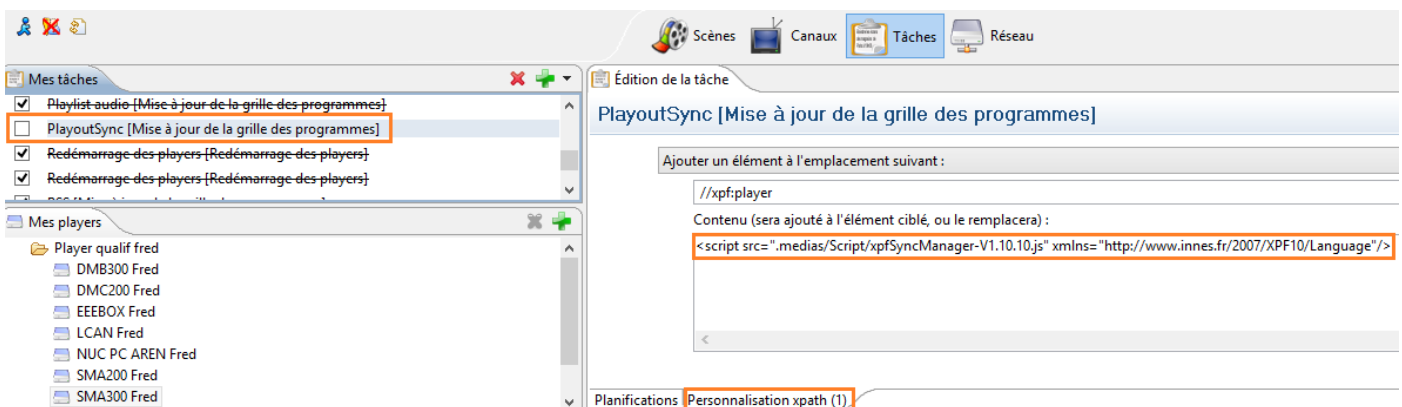 Scènes Canaux Tâches Réseau
Mes tâches
Playlist audio [Mise à jour de la grille des programmes]
PlayoutSync [Mise à jour de la grille des programmes]
Redémarrage des players [Redémarrage des players]
Redémarrage des players [Redémarrage des players]
Mes players
Player qualif fred
DMB300 Fred
DMC200 Fred
EEEBOX Fred
LCAN Fred
NUC PC AREN Fred
SMA200 Fred
SMA300 Fred
Édition de la tâche
PlayoutSync [Mise à jour de la grille des programmes]
Ajouter un élément à l'emplacement suivant :
//xpf:player
Contenu (sera ajouté à l'élément ciblé, ou le remplacera) :
<script src=".medias/Script/xpfSyncManager-V1.10.10.js" xmlns="http://www.innes.fr/2007/XPF10/Language"/>
Planifications Personnalisation xpath (1)